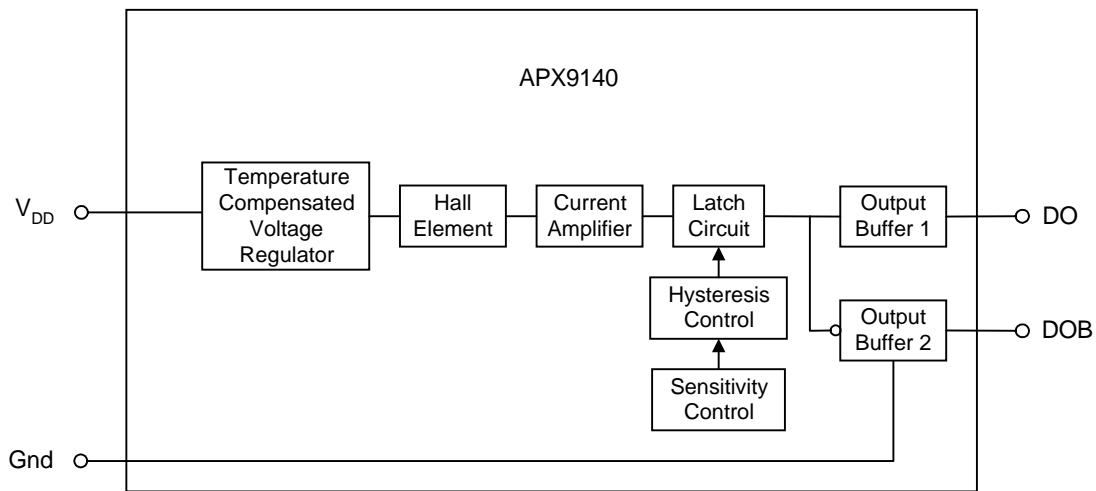 APX9140
V_DD
Temperature
Compensated
Voltage
Regulator
Hall
Element
Current
Amplifier
Latch
Circuit
Output
Buffer 1
DO
Hysteresis
Control
Output
Buffer 2
DOB
Sensitivity
Control
Gnd